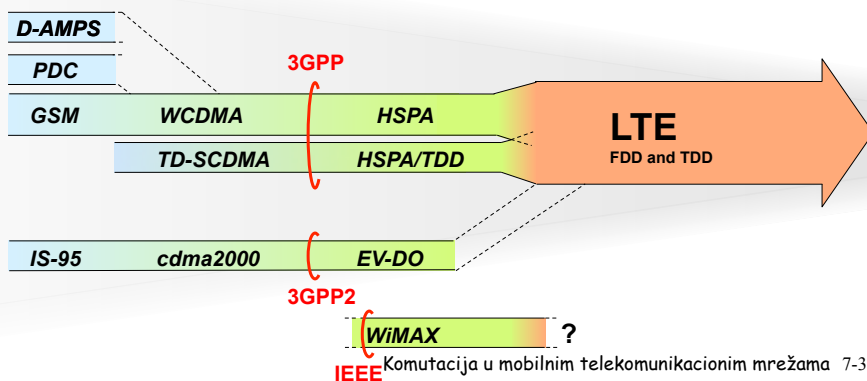 D-AMPS
PDC
3GPP
GSM WCDMA HSPA
LTE
FDD and TDD
TD-SCDMA HSPA/TDD
IS-95 cdma2000 EV-DO
3GPP2
WiMAX ?
IEEE
Komutacija u mobilnim telekomunikacionim mrežama 7-3